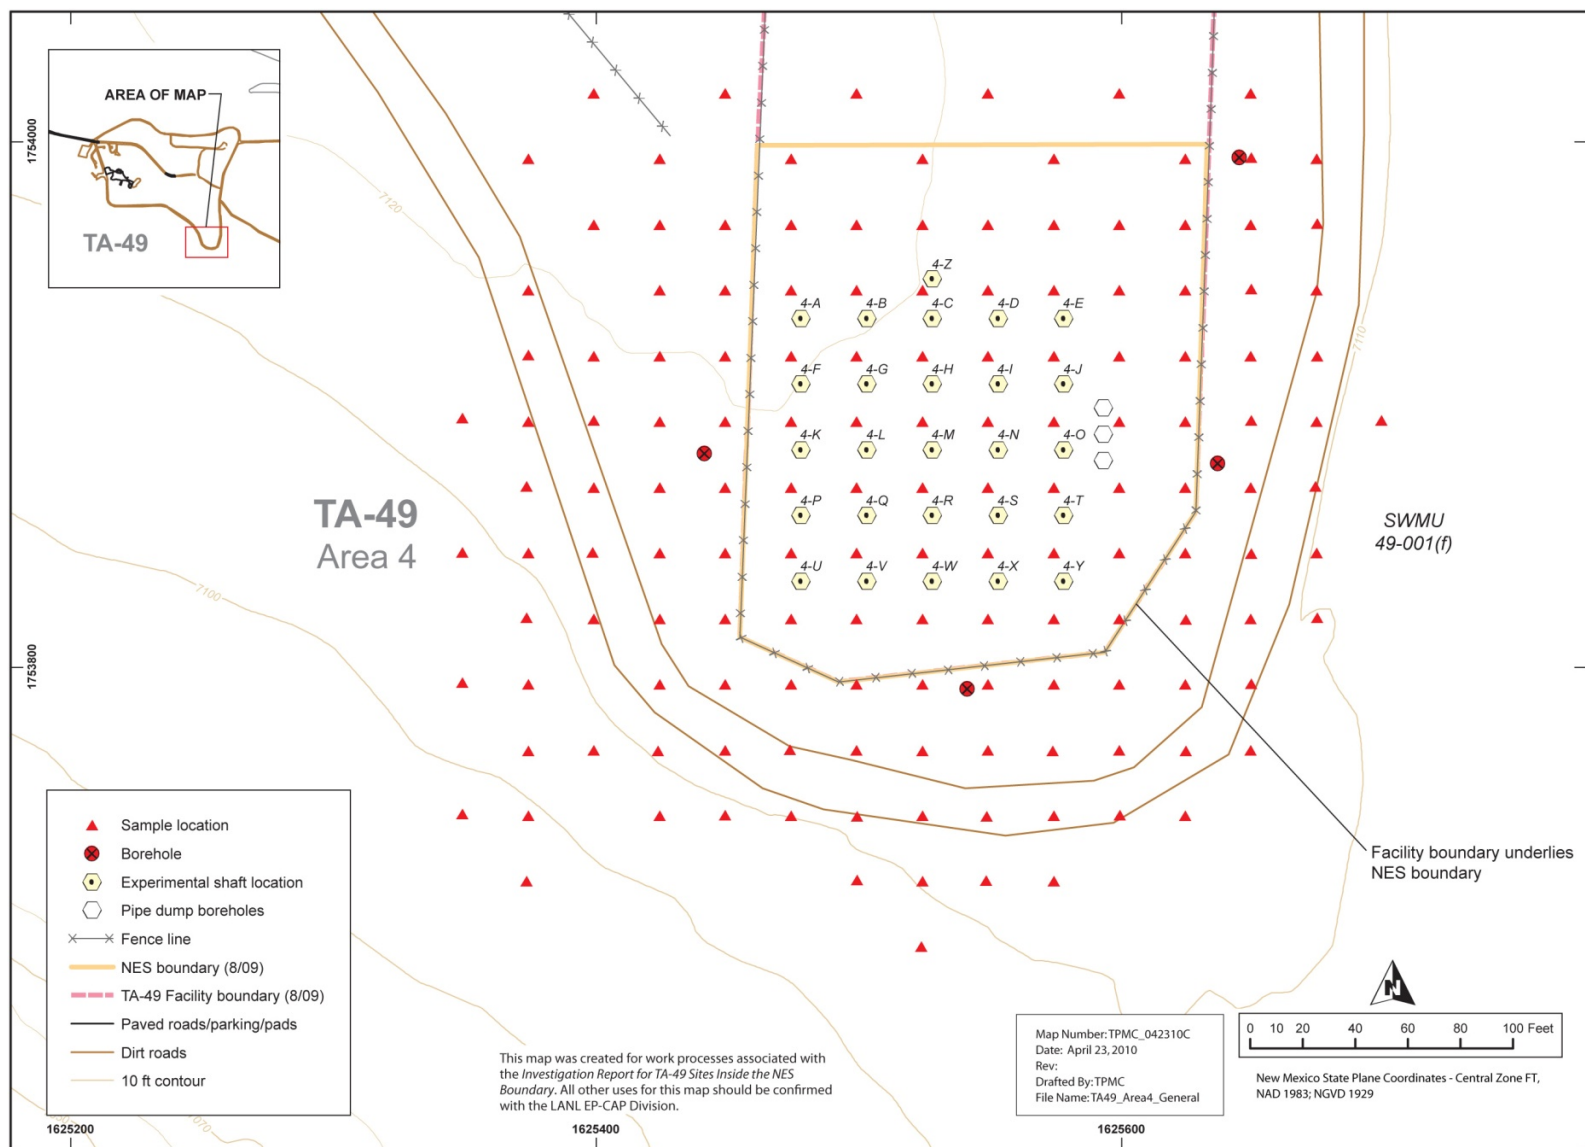 AREA OF MAP
TA-49
1754000
7120
4-Z
4-A 4-B 4-C 4-D 4-E
7110
4-F 4-G 4-H 4-I 4-J
4-K 4-L 4-M 4-N 4-O
TA-49
Area 4
4-P 4-Q 4-R 4-S 4-T
SWMU
49-001(f)
4-U 4-V 4-W 4-X 4-Y
7100
1753800
Sample location
Borehole
Experimental shaft location
Pipe dump boreholes
Fence line
NES boundary (8/09)
TA-49 Facility boundary (8/09)
Paved roads/parking/pads
Dirt roads
10 ft contour
Facility boundary underlies
NES boundary
N
This map was created for work processes associated with
the Investigation Report for TA-49 Sites Inside the NES
Boundary. All other uses for this map should be confirmed
with the LANL EP-CAP Division.
Map Number: TPMC_042310C
Date: April 23, 2010
Rev:
Drafted By: TPMC
File Name: TA49_Area4_General
0 10 20 40 60 80 100 Feet
New Mexico State Plane Coordinates - Central Zone FT,
NAD 1983; NGVD 1929
7070
1625200 1625400 1625600